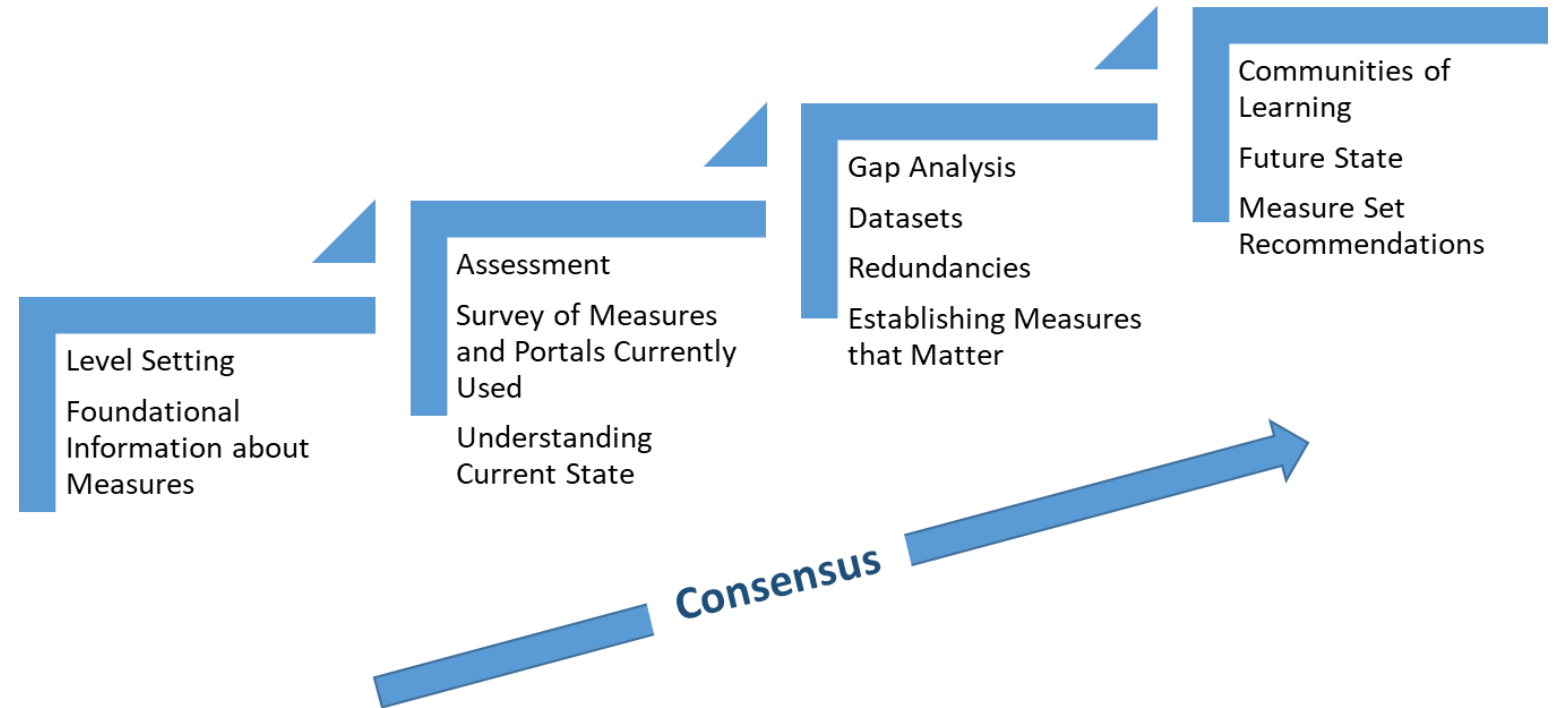 Level Setting
Foundational
Information about
Measures
Assessment
Survey of Measures
and Portals Currently
Used
Understanding
Current State
Gap Analysis
Datasets
Redundancies
Establishing Measures
that Matter
Communities of
Learning
Future State
Measure Set
Recommendations
Consensus